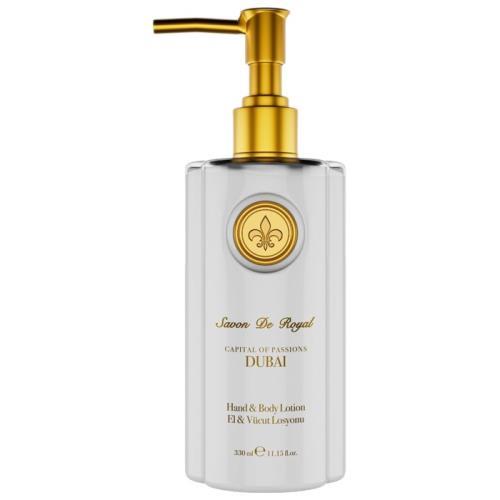 Savon De Royal
CAPITAL OF PASSIONS
DUBAI
Hand & Body Lotion
El & Vücut Losyonu
330 ml ℮ 11.15 fl.oz.